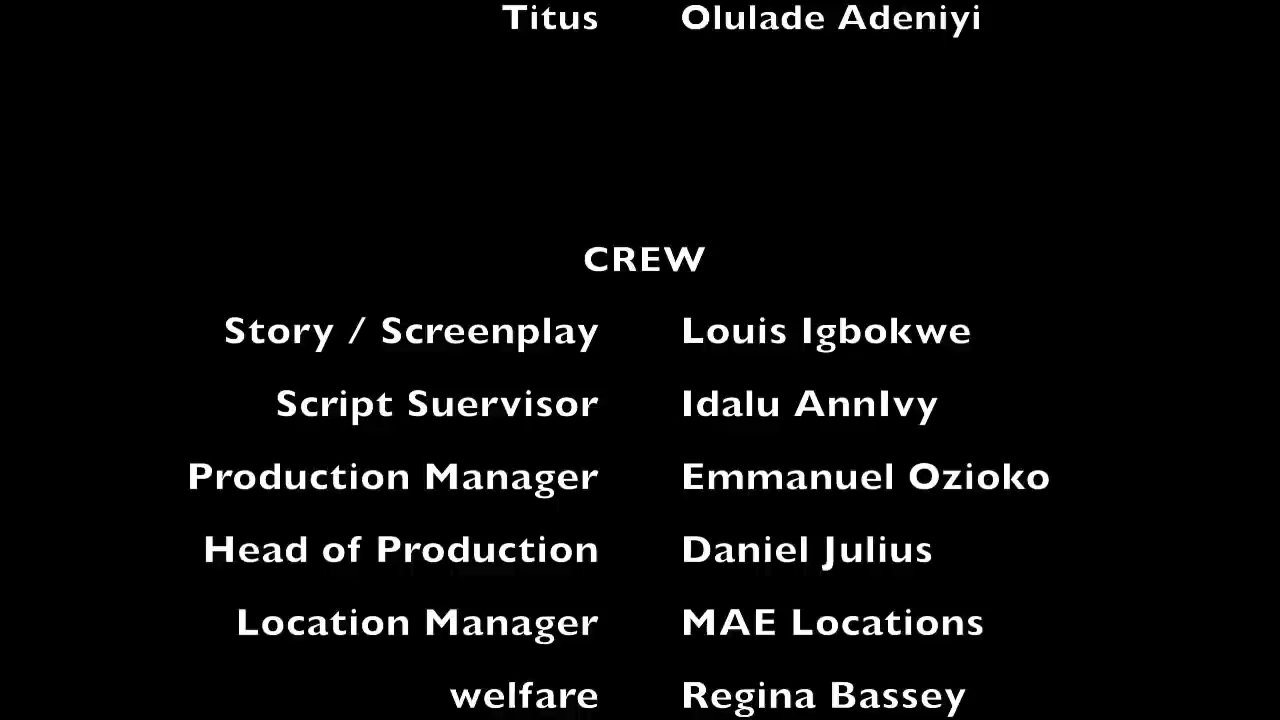 Titus Olulade Adeniyi
CREW
Story / Screenplay Louis Igbokwe
Script Suervisor Idalu AnnIvy
Production Manager Emmanuel Ozioko
Head of Production Daniel Julius
Location Manager MAE Locations
welfare Regina Bassey